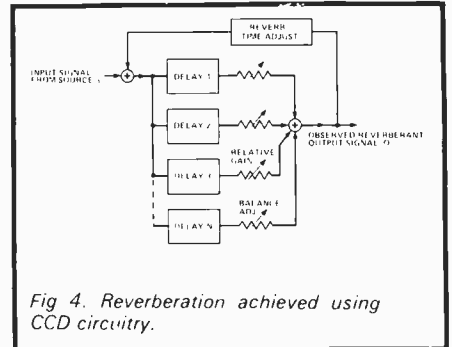 REVERB
TIME ADJUST
INPUT SIGNAL
FROM SOURCE
DELAY 1
DELAY 2
OBSERVED REVERBERANT
OUTPUT SIGNAL O
RELATIVE
GAIN
DELAY
BALANCE
ADJ
DELAY N
Fig 4. Reverberation achieved using
CCD circuitry.